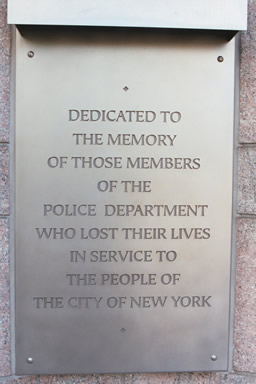 DEDICATED TO
THE MEMORY
OF THOSE MEMBERS
OF THE
POLICE DEPARTMENT
WHO LOST THEIR LIVES
IN SERVICE TO
THE PEOPLE OF
THE CITY OF NEW YORK